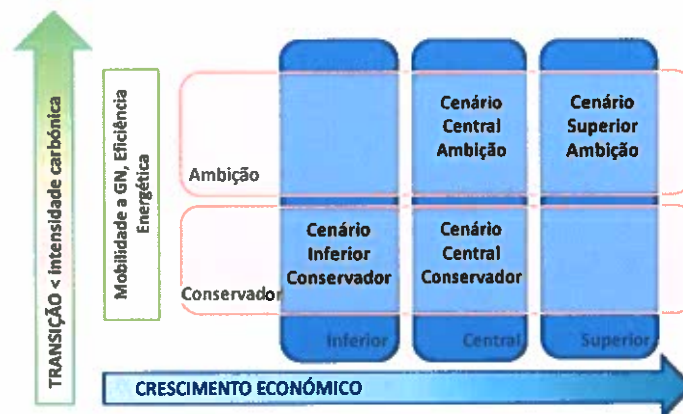 TRANSIÇÃO < intensidade carbónica
Mobilidade a GN, Eficiência
Energética
Ambição
Cenário
Central
Ambição
Cenário
Superior
Ambição
Conservador
Cenário
Inferior
Conservador
Cenário
Central
Conservador
Inferior
Central
Superior
CRESCIMENTO ECONÓMICO